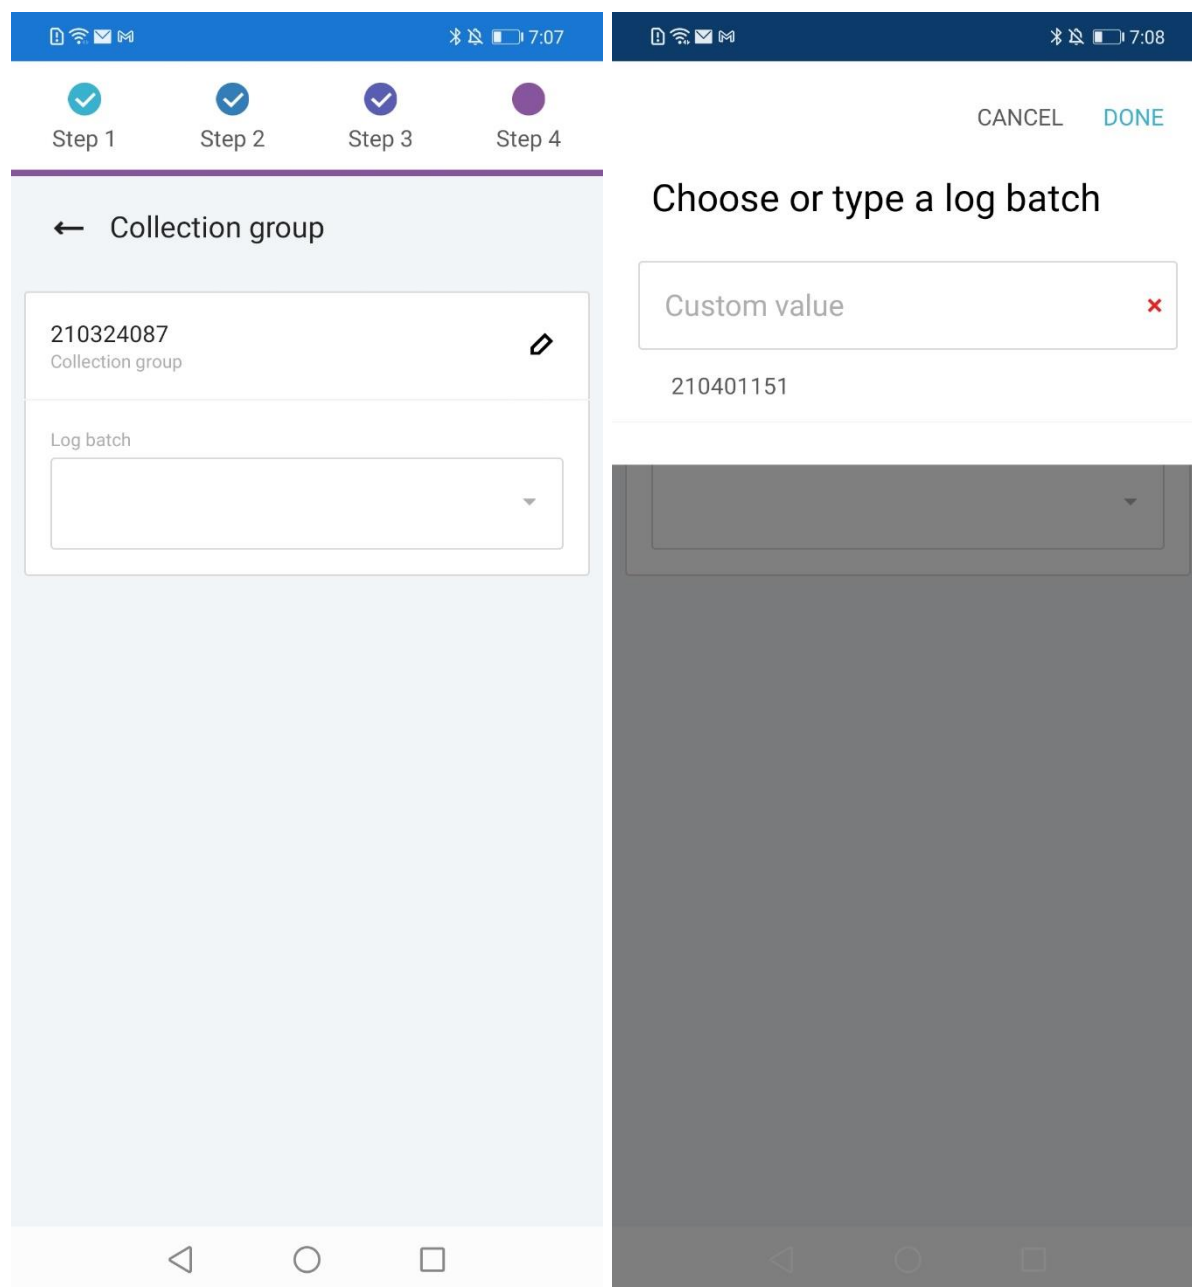 7:07
Step 1 Step 2 Step 3 Step 4
Collection group
210324087
Collection group
Log batch
7:08
CANCEL DONE
Choose or type a log batch
Custom value
210401151